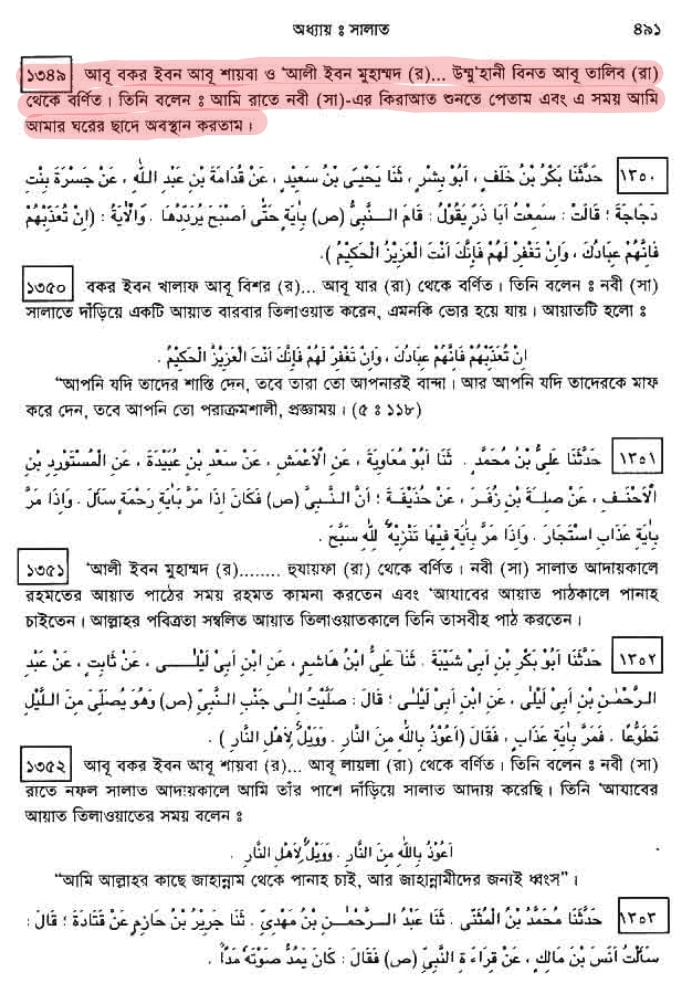 অধ্যায় ঃ সালাত ৪৯১
১৩৪৯ আবূ বকর ইবন আবূ শায়বা ও 'আলী ইবন মুহাম্মদ (র)... উম্মু'হানী বিনত আবূ তালিব (রা)
থেকে বর্ণিত। তিনি বলেন ঃ আমি রাতে নবী (সা)-এর কিরাআত শুনতে পেতাম এবং এ সময় আমি
আমার ঘরের ছাদে অবস্থান করতাম।
١٣٥٠ حَدَّثَنَا بَكْرُ بْنُ خَلَفٍ ، اَبُوْ بِشْرٍ ، ثَنَا يَحْيَى بْنُ سَعِيْدٍ ، عَنْ قُدَامَةَ بْنِ عَبْدِ اللّٰهِ ، عَنْ جَسْرَةَ بِنْتِ
دَجَاجَةَ ؛ قَالَتْ : سَمِعْتُ اَبَا ذَرٍّ يَقُوْلُ : قَامَ النَّبِىُّ (ص) بِاٰيَةٍ حَتّٰى اَصْبَحَ يُرَدِّدُهَا . وَالْاٰيَةُ : (اِنْ تُعَذِّبْهُمْ
فَاِنَّهُمْ عِبَادُكَ ، وَاِنْ تَغْفِرْ لَهُمْ فَاِنَّكَ اَنْتَ الْعَزِيْزُ الْحَكِيْمُ ).
১৩৫০ বকর ইবন খালাফ আবূ বিশর (র)... আবূ যার (রা) থেকে বর্ণিত। তিনি বলেন ঃ নবী (সা)
সালাতে দাঁড়িয়ে একটি আয়াত বারবার তিলাওয়াত করেন, এমনকি ভোর হয়ে যায়। আয়াতটি হলো ঃ
اِنْ تُعَذِّبْهُمْ فَاِنَّهُمْ عِبَادُكَ ، وَاِنْ تَغْفِرْ لَهُمْ فَاِنَّكَ اَنْتَ الْعَزِيْزُ الْحَكِيْمُ .
“আপনি যদি তাদের শাস্তি দেন, তবে তারা তো আপনারই বান্দা। আর আপনি যদি তাদেরকে মাফ
করে দেন, তবে আপনি তো পরাক্রমশালী, প্রজ্ঞাময়। (৫ ঃ ১১৮)
١٣٥١ حَدَّثَنَا عَلِىُّ بْنُ مُحَمَّدٍ . ثَنَا اَبُوْ مُعَاوِيَةَ ، عَنِ الْاَعْمَشِ ، عَنْ سَعْدِ بْنِ عُبَيْدَةَ ، عَنِ الْمُسْتَوْرِدِ بْنِ
الْاَحْنَفِ ، عَنْ صِلَةَ بْنِ زُفَرَ ، عَنْ حُذَيْفَةَ ؛ اَنَّ النَّبِىَّ (ص) فَكَانَ اِذَا مَرَّ بِاٰيَةِ رَحْمَةٍ سَاَلَ . وَاِذَا مَرَّ
بِاٰيَةِ عَذَابٍ اسْتَجَارَ . وَاِذَا مَرَّ بِاٰيَةٍ فِيْهَا تَنْزِيْهٌ لِلّٰهِ سَبَّحَ .
১৩৫১ 'আলী ইবন মুহাম্মদ (র)........ হুযায়ফা (রা) থেকে বর্ণিত। নবী (সা) সালাত আদায়কালে
রহমতের আয়াত পাঠের সময় রহমত কামনা করতেন এবং 'আযাবের আয়াত পাঠকালে পানাহ
চাইতেন। আল্লাহর পবিত্রতা সম্বলিত আয়াত তিলাওয়াতকালে তিনি তাসবীহ পাঠ করতেন।
١٣٥٢ حَدَّثَنَا اَبُوْ بَكْرِ بْنِ اَبِىْ شَيْبَةَ . ثَنَا عَلِىُّ ابْنُ هَاشِمٍ ، عَنِ ابْنِ اَبِىْ لَيْلٰى ، عَنْ ثَابِتٍ ، عَنْ عَبْدِ
الرَّحْمٰنِ بْنِ اَبِىْ لَيْلٰى ، عَنِ ابْنِ اَبِىْ لَيْلٰى ؛ قَالَ : صَلَّيْتُ اِلٰى جَنْبِ النَّبِىِّ (ص) وَهُوَ يُصَلِّىْ مِنَ اللَّيْلِ
تَطَوُّعًا . فَمَرَّ بِاٰيَةِ عَذَابٍ ، فَقَالَ (اَعُوْذُ بِاللّٰهِ مِنَ النَّارِ . وَوَيْلٌ لِاَهْلِ النَّارِ ) .
১৩৫২ আবূ বকর ইবন আবূ শায়বা (র)... আবূ লায়লা (রা) থেকে বর্ণিত। তিনি বলেন ঃ নবী (সা)
রাতে নফল সালাত আদায়কালে আমি তাঁর পাশে দাঁড়িয়ে সালাত আদায় করেছি। তিনি 'আযাবের
আয়াত তিলাওয়াতের সময় বলেন ঃ
اَعُوْذُ بِاللّٰهِ مِنَ النَّارِ . وَوَيْلٌ لِاَهْلِ النَّارِ .
“আমি আল্লাহর কাছে জাহান্নাম থেকে পানাহ চাই, আর জাহান্নামীদের জন্যই ধ্বংস”।
١٣٥٣ حَدَّثَنَا مُحَمَّدُ بْنُ الْمُثَنّٰى . ثَنَا عَبْدُ الرَّحْمٰنِ بْنُ مَهْدِىٍّ . ثَنَا جَرِيْرُ بْنُ حَازِمٍ عَنْ قَتَادَةَ ؛ قَالَ :
سَاَلْتُ اَنَسَ بْنَ مَالِكٍ ، عَنْ قِرَاءَةِ النَّبِىِّ (ص) فَقَالَ : كَانَ يَمُدُّ صَوْتَهُ مَدًّا .